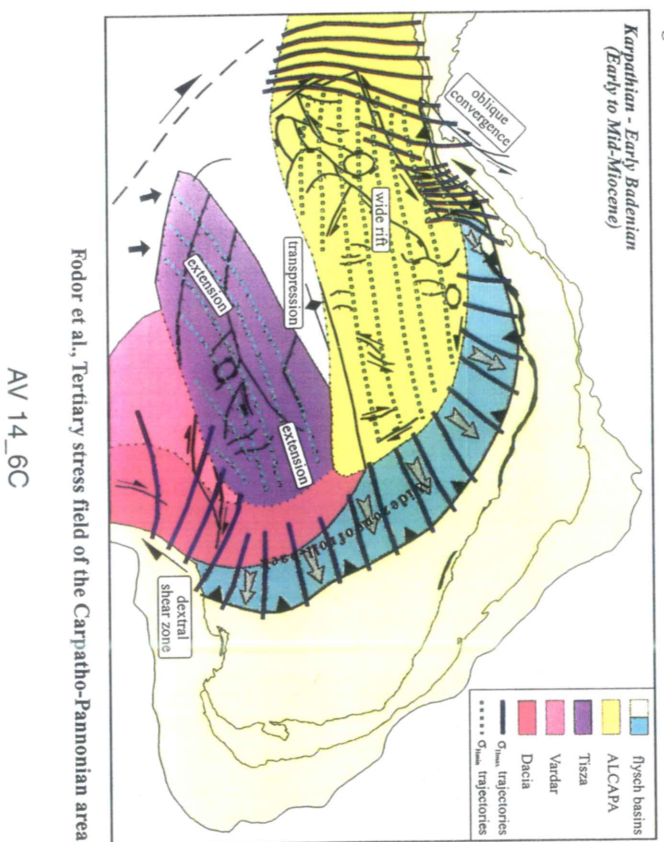 Karpathian - Early Badenian
(Early to Mid-Miocene)
oblique
convergence
wide rift
transpression
extension
extension
dextral
shear zone
flysch basins
ALCAPA
Tisza
Vardar
Dacia
σHmax trajectories
σHmin trajectories
Fodor et al., Tertiary stress field of the Carpatho-Pannonian area
AV 14_6C